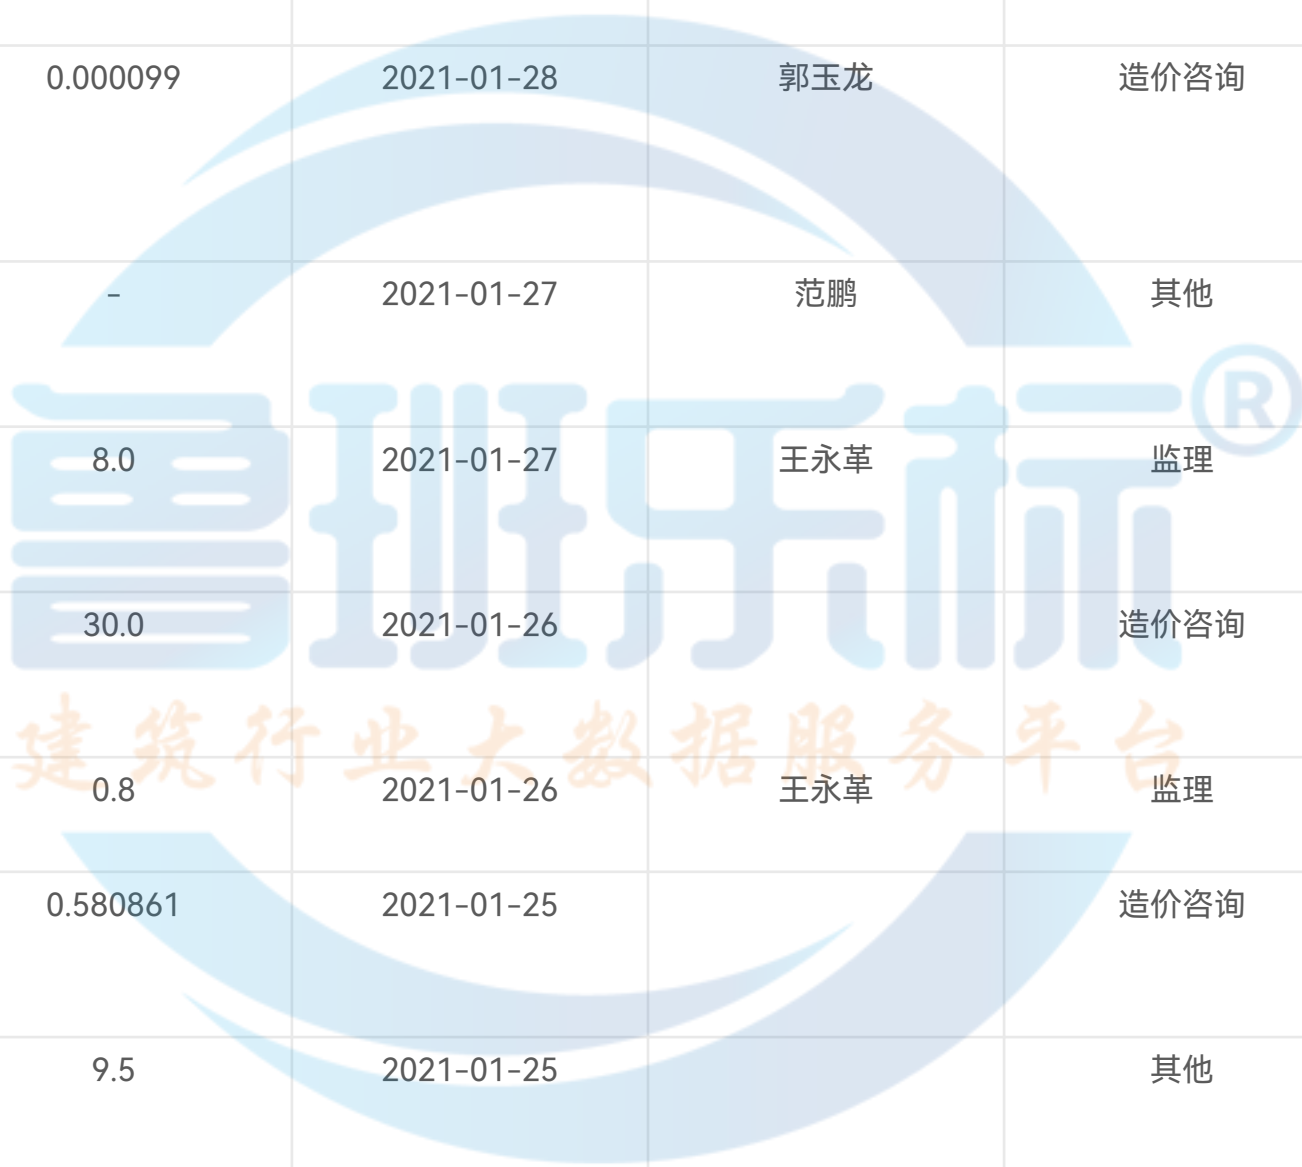 0.000099 2021-01-28 郭玉龙 造价咨询
- 2021-01-27 范鹏 其他
鲁班乐标®
8.0 2021-01-27 王永革 监理
30.0 2021-01-26 造价咨询
建筑行业大数据服务平台
0.8 2021-01-26 王永革 监理
0.580861 2021-01-25 造价咨询
9.5 2021-01-25 其他